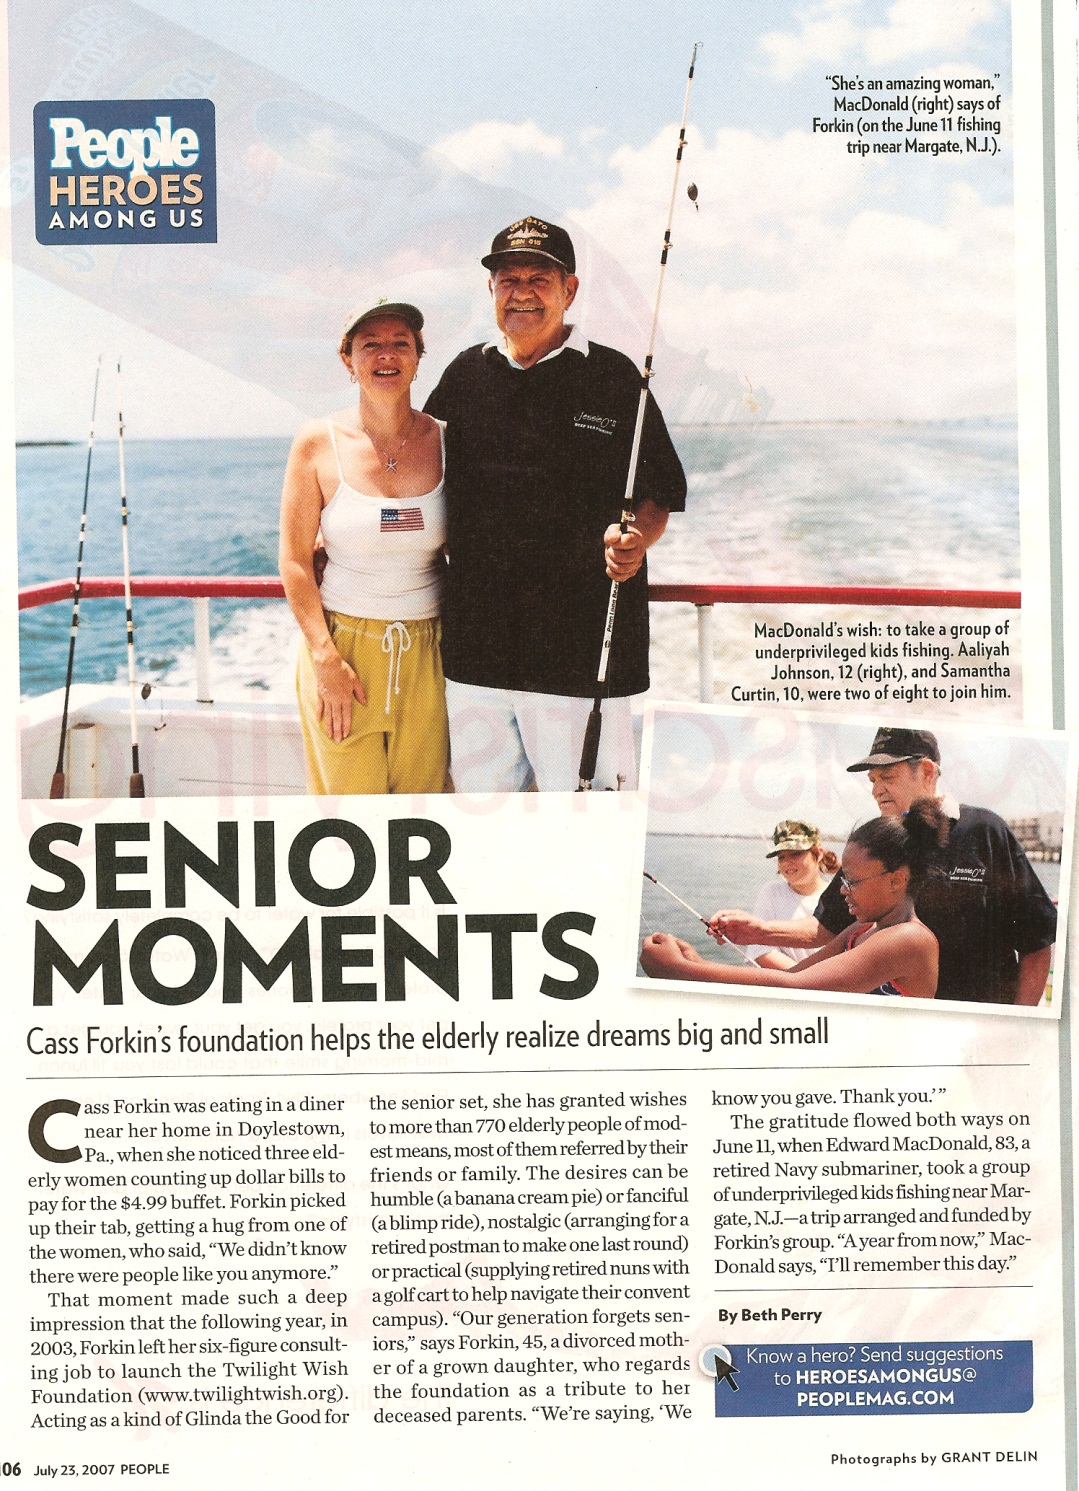 People
HEROES
AMONG US
“She’s an amazing woman,”
MacDonald (right) says of
Forkin (on the June 11 fishing
trip near Margate, N.J.).
USS GATO
SSN 615
Jessie O's
DEEP SEA FISHING
MacDonald’s wish: to take a group of
underprivileged kids fishing. Aaliyah
Johnson, 12 (right), and Samantha
Curtin, 10, were two of eight to join him.
Jessie O's
SENIOR
MOMENTS
Cass Forkin’s foundation helps the elderly realize dreams big and small
Cass Forkin was eating in a diner
near her home in Doylestown,
Pa., when she noticed three eld-
erly women counting up dollar bills to
pay for the $4.99 buffet. Forkin picked
up their tab, getting a hug from one of
the women, who said, “We didn’t know
there were people like you anymore.”
That moment made such a deep
impression that the following year, in
2003, Forkin left her six-figure consult-
ing job to launch the Twilight Wish
Foundation (www.twilightwish.org).
Acting as a kind of Glinda the Good for
the senior set, she has granted wishes
to more than 770 elderly people of mod-
est means, most of them referred by their
friends or family. The desires can be
humble (a banana cream pie) or fanciful
(a blimp ride), nostalgic (arranging for a
retired postman to make one last round)
or practical (supplying retired nuns with
a golf cart to help navigate their convent
campus). “Our generation forgets sen-
iors,” says Forkin, 45, a divorced moth-
er of a grown daughter, who regards
the foundation as a tribute to her
deceased parents. “We’re saying, ‘We
know you gave. Thank you.’”
The gratitude flowed both ways on
June 11, when Edward MacDonald, 83, a
retired Navy submariner, took a group
of underprivileged kids fishing near Mar-
gate, N.J.—a trip arranged and funded by
Forkin’s group. “A year from now,” Mac-
Donald says, “I’ll remember this day.”
By Beth Perry
Know a hero? Send suggestions
to HEROESAMONGUS@
PEOPLEMAG.COM
106 July 23, 2007 PEOPLE
Photographs by GRANT DELIN